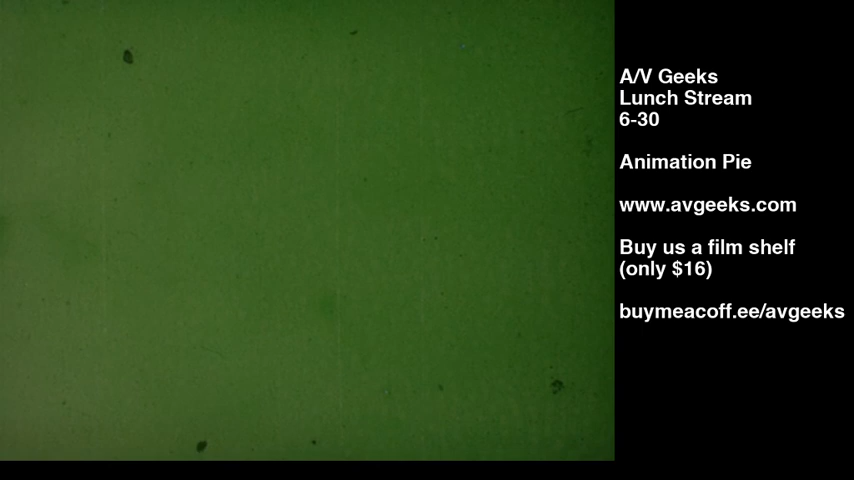 A/V Geeks
Lunch Stream
6-30
Animation Pie
www.avgeeks.com
Buy us a film shelf
(only $16)
buymeacoff.ee/avgeeks